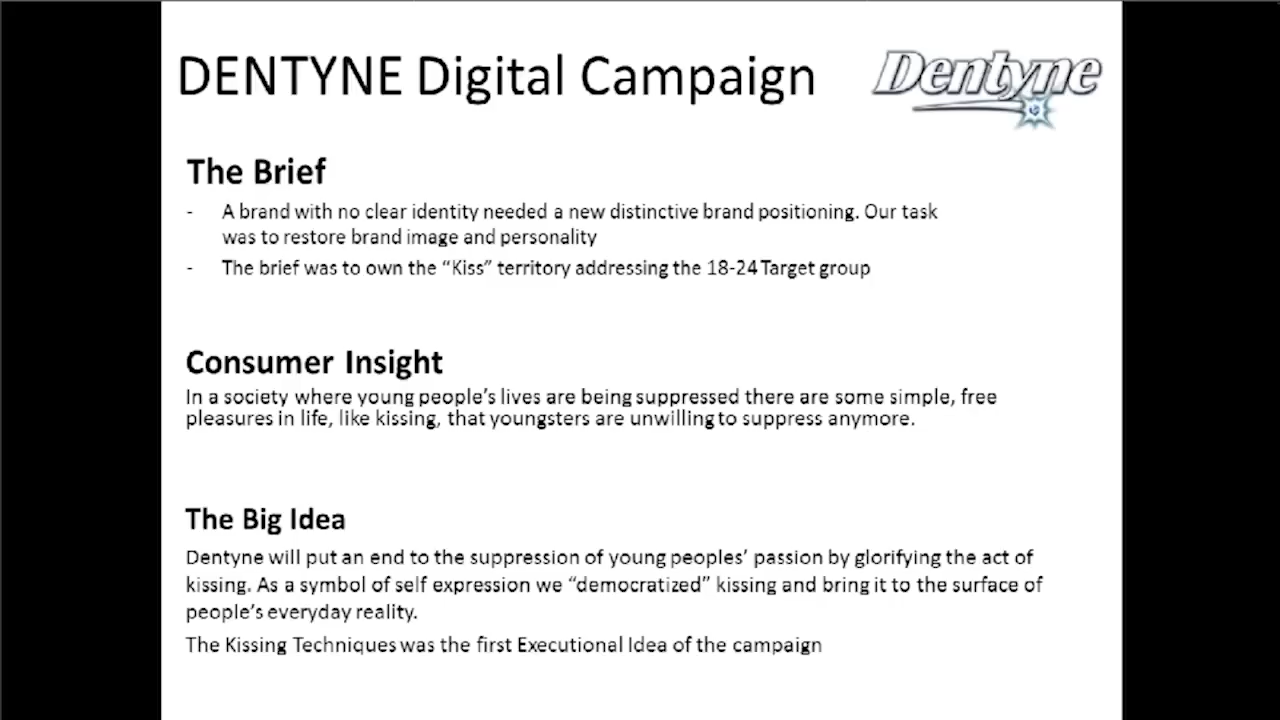 DENTYNE Digital Campaign
Dentyne
The Brief
- A brand with no clear identity needed a new distinctive brand positioning. Our task
was to restore brand image and personality
- The brief was to own the “Kiss” territory addressing the 18-24 Target group
Consumer Insight
In a society where young people’s lives are being suppressed there are some simple, free
pleasures in life, like kissing, that youngsters are unwilling to suppress anymore.
The Big Idea
Dentyne will put an end to the suppression of young peoples’ passion by glorifying the act of
kissing. As a symbol of self expression we “democratized” kissing and bring it to the surface of
people’s everyday reality.
The Kissing Techniques was the first Executional Idea of the campaign